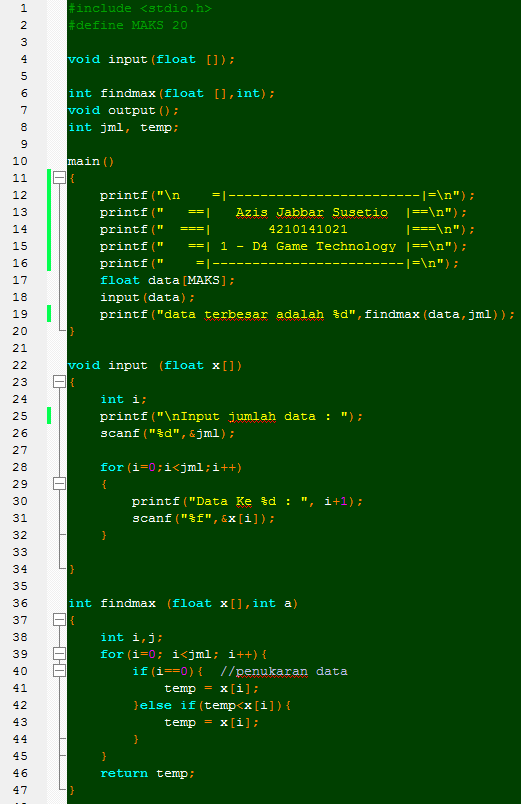 1 #include <stdio.h>
2 #define MAKS 20
3
4 void input(float []);
5
6 int findmax(float [],int);
7 void output();
8 int jml, temp;
9
10 main()
11 {
12     printf("\n    =|------------------------|=\n");
13     printf("   ==|   Azis Jabbar Susetio  |==\n");
14     printf("  ===|       4210141021       |===\n");
15     printf("   ==| 1 - D4 Game Technology |==\n");
16     printf("    =|------------------------|=\n");
17     float data[MAKS];
18     input(data);
19     printf("data terbesar adalah %d",findmax(data,jml));
20 }
21
22 void input (float x[])
23 {
24     int i;
25     printf("\nInput jumlah data : ");
26     scanf("%d",&jml);
27
28     for(i=0;i<jml;i++)
29     {
30         printf("Data Ke %d : ", i+1);
31         scanf("%f",&x[i]);
32     }
33
34 }
35
36 int findmax (float x[],int a)
37 {
38     int i,j;
39     for(i=0; i<jml; i++){
40         if(i==0){  //penukaran data
41             temp = x[i];
42         }else if(temp<x[i]){
43             temp = x[i];
44         }
45     }
46     return temp;
47 }